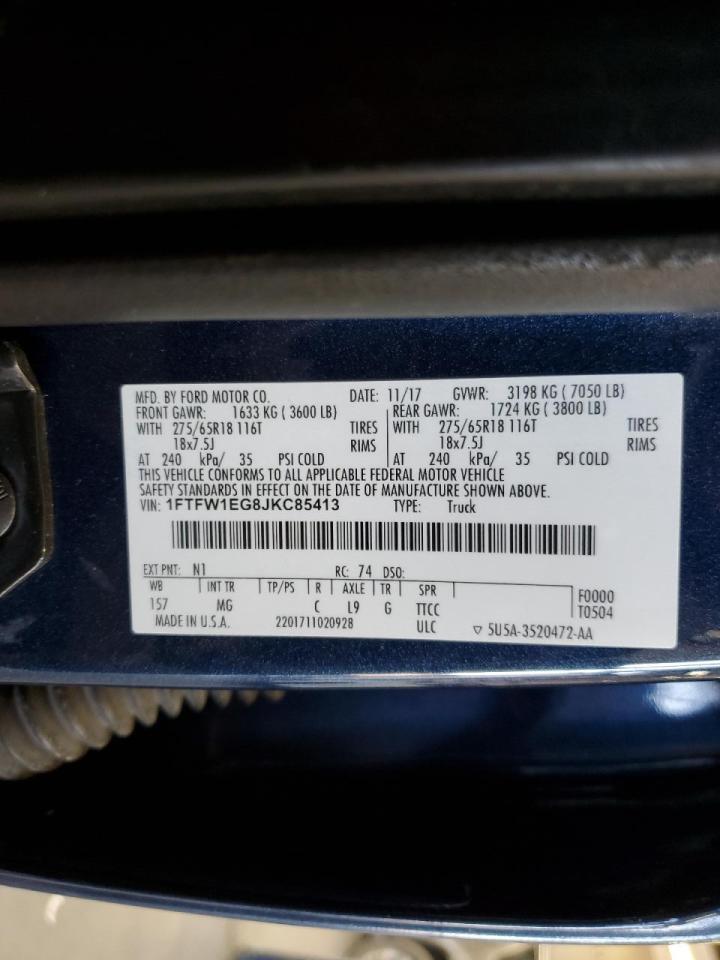 MFD. BY FORD MOTOR CO. DATE: 11/17 GVWR: 3198 KG ( 7050 LB)
FRONT GAWR: 1633 KG ( 3600 LB) REAR GAWR: 1724 KG ( 3800 LB)
WITH 275/65R18 116T TIRES WITH 275/65R18 116T TIRES
18x7.5J RIMS 18x7.5J RIMS
AT 240 kPa/ 35 PSI COLD AT 240 kPa/ 35 PSI COLD
THIS VEHICLE CONFORMS TO ALL APPLICABLE FEDERAL MOTOR VEHICLE
SAFETY STANDARDS IN EFFECT ON THE DATE OF MANUFACTURE SHOWN ABOVE.
VIN: 1FTFW1EG8JKC85413 TYPE: Truck
EXT PNT: N1 RC: 74 DSO:
WB INT TR TP/PS R AXLE TR SPR F0000
157 MG C L9 G TTCC T0504
MADE IN U.S.A. 2201711020928 ULC ▽ 5U5A-3520472-AA